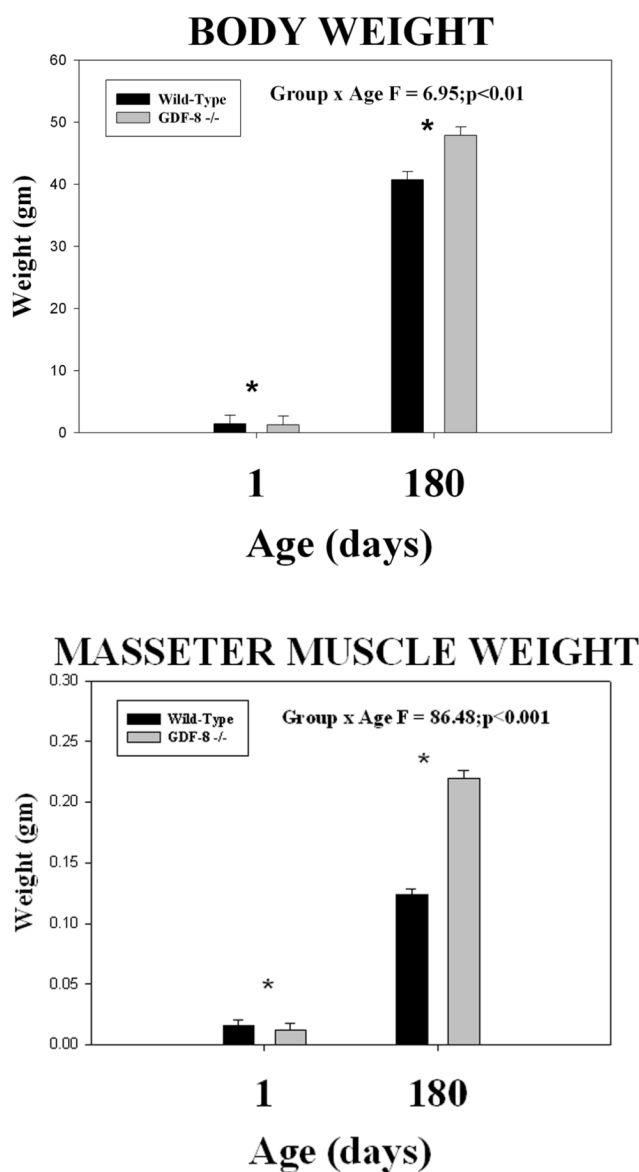 BODY WEIGHT
60
50
40
30
20
10
0
Weight (gm)
Wild-Type
GDF-8 -/-
Group x Age F = 6.95;p<0.01
*
*
1
180
Age (days)
MASSETER MUSCLE WEIGHT
0.30
0.25
0.20
0.15
0.10
0.05
0.00
Weight (gm)
Wild-Type
GDF-8 -/-
Group x Age F = 86.48;p<0.001
*
*
1
180
Age (days)